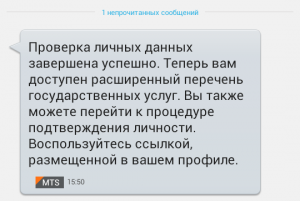 1 непрочитанных сообщений
Проверка личных данных
завершена успешно. Теперь вам
доступен расширенный перечень
государственных услуг. Вы также
можете перейти к процедуре
подтверждения личности.
Воспользуйтесь ссылкой,
размещенной в вашем профиле.
MTS 15:50